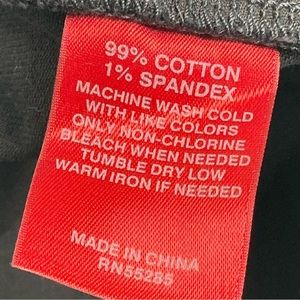 99% COTTON
1% SPANDEX
MACHINE WASH COLD
WITH LIKE COLORS
ONLY NON-CHLORINE
BLEACH WHEN NEEDED
TUMBLE DRY LOW
WARM IRON IF NEEDED
MADE IN CHINA
RN55285